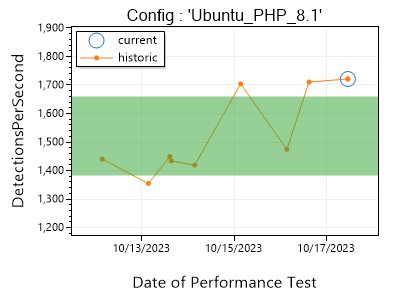 Config : 'Ubuntu_PHP_8.1'
DetectionsPerSecond
1,900
1,800
1,700
1,600
1,500
1,400
1,300
1,200
current
historic
10/13/2023
10/15/2023
10/17/2023
Date of Performance Test